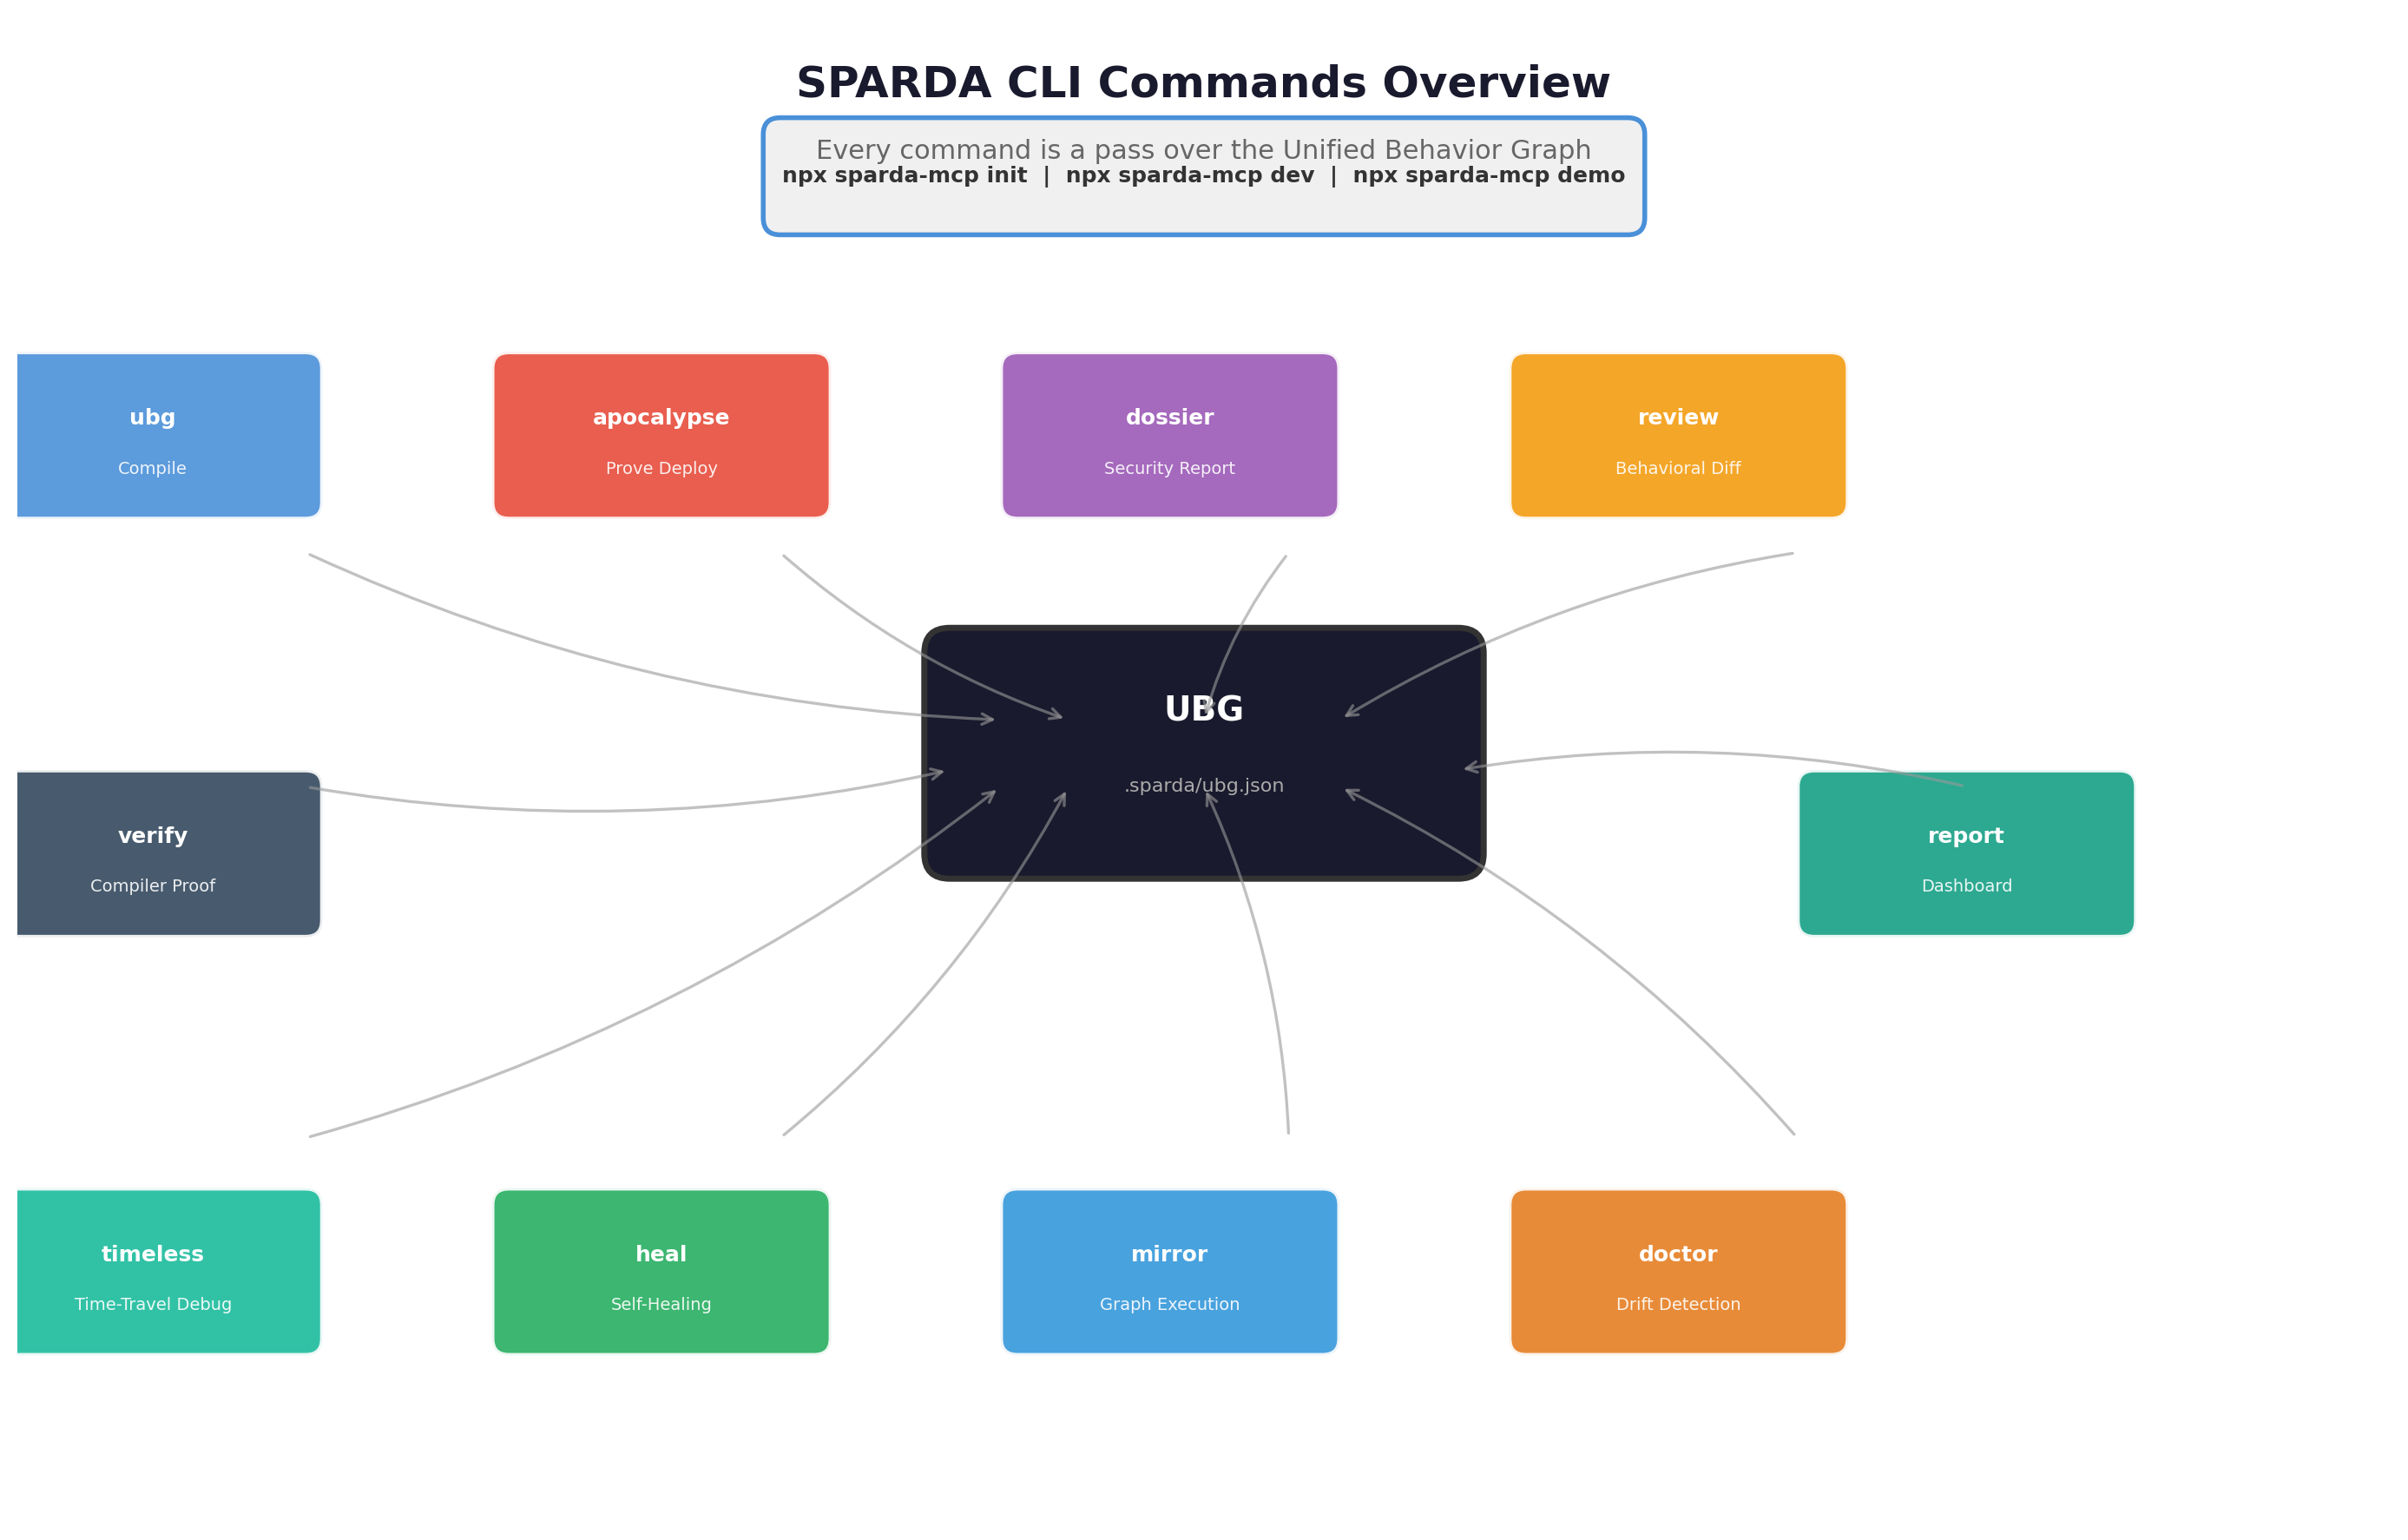 SPARDA CLI Commands Overview
Every command is a pass over the Unified Behavior Graph
npx sparda-mcp init | npx sparda-mcp dev | npx sparda-mcp demo
ubg
Compile
apocalypse
Prove Deploy
dossier
Security Report
review
Behavioral Diff
UBG
.sparda/ubg.json
verify
Compiler Proof
report
Dashboard
timeless
Time-Travel Debug
heal
Self-Healing
mirror
Graph Execution
doctor
Drift Detection